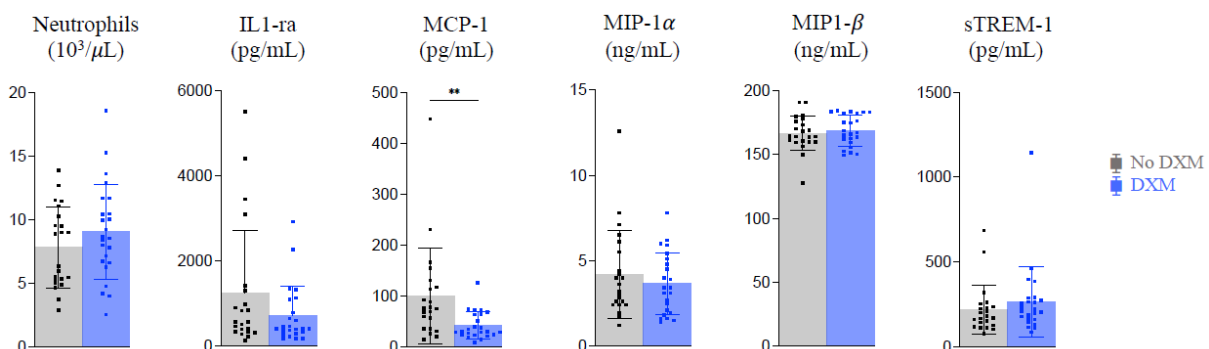 Neutrophils
(10³/μL)
20
15
10
5
0
IL1-ra
(pg/mL)
6000
4000
2000
0
MCP-1
(pg/mL)
500
400
300
200
100
0
**
MIP-1α
(ng/mL)
15
10
5
0
MIP1-β
(ng/mL)
200
150
100
50
0
sTREM-1
(pg/mL)
1500
1000
500
0
No DXM
DXM